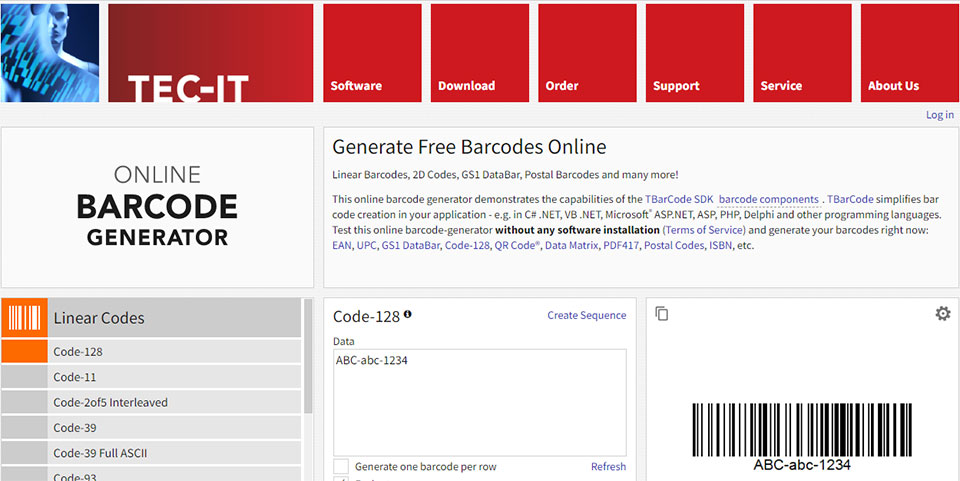 TEC-IT
Software
Download
Order
Support
Service
About Us
Log in
ONLINE
BARCODE
GENERATOR
Generate Free Barcodes Online
Linear Barcodes, 2D Codes, GS1 DataBar, Postal Barcodes and many more!
This online barcode generator demonstrates the capabilities of the TBarCode SDK barcode components . TBarCode simplifies bar
code creation in your application - e.g. in C# .NET, VB .NET, Microsoft® ASP.NET, ASP, PHP, Delphi and other programming languages.
Test this online barcode-generator without any software installation (Terms of Service) and generate your barcodes right now:
EAN, UPC, GS1 DataBar, Code-128, QR Code®, Data Matrix, PDF417, Postal Codes, ISBN, etc.
Linear Codes
Code-128
Code-11
Code-2of5 Interleaved
Code-39
Code-39 Full ASCII
Code-93
Code-128
Create Sequence
Data
ABC-abc-1234
Generate one barcode per row
Refresh
ABC-abc-1234